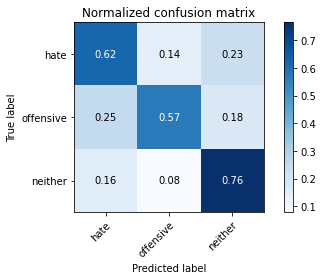 Normalized confusion matrix
hate 0.62 0.14 0.23
offensive 0.25 0.57 0.18
neither 0.16 0.08 0.76
hate offensive neither
True label
Predicted label
0.7
0.6
0.5
0.4
0.3
0.2
0.1